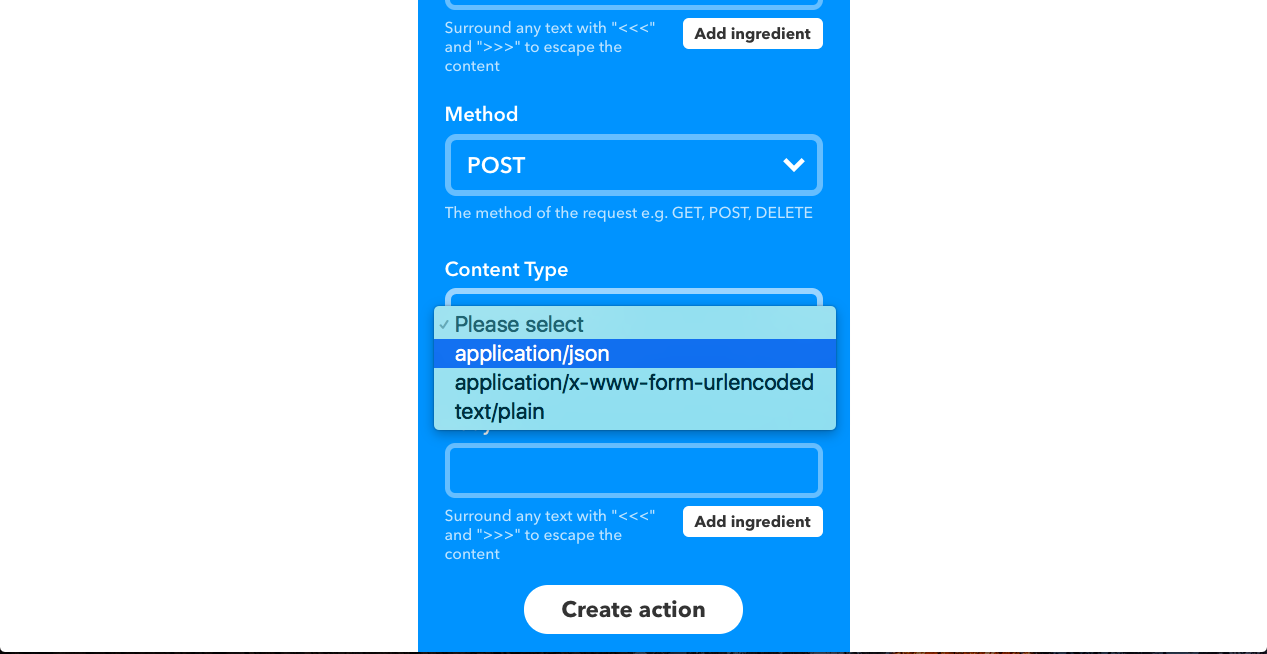 Surround any text with "<<<"
and ">>>" to escape the
content
Add ingredient
Method
POST
The method of the request e.g. GET, POST, DELETE
Content Type
✓ Please select
application/json
application/x-www-form-urlencoded
text/plain
Surround any text with "<<<"
and ">>>" to escape the
content
Add ingredient
Create action